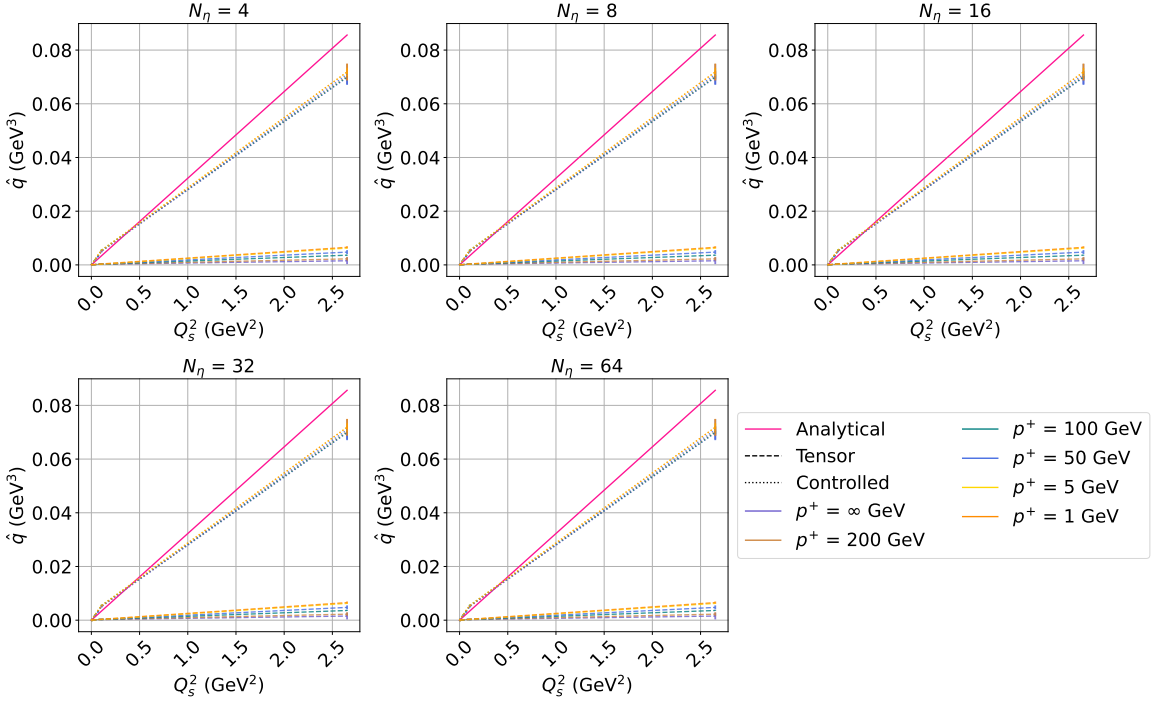 N_η = 4
0.08
0.06
0.04
0.02
0.00
q̂ (GeV³)
0.0 0.5 1.0 1.5 2.0 2.5
Q_s² (GeV²)
N_η = 8
0.08
0.06
0.04
0.02
0.00
q̂ (GeV³)
0.0 0.5 1.0 1.5 2.0 2.5
Q_s² (GeV²)
N_η = 16
0.08
0.06
0.04
0.02
0.00
q̂ (GeV³)
0.0 0.5 1.0 1.5 2.0 2.5
Q_s² (GeV²)
N_η = 32
0.08
0.06
0.04
0.02
0.00
q̂ (GeV³)
0.0 0.5 1.0 1.5 2.0 2.5
Q_s² (GeV²)
N_η = 64
0.08
0.06
0.04
0.02
0.00
q̂ (GeV³)
0.0 0.5 1.0 1.5 2.0 2.5
Q_s² (GeV²)
Analytical
Tensor
Controlled
p⁺ = ∞ GeV
p⁺ = 200 GeV
p⁺ = 100 GeV
p⁺ = 50 GeV
p⁺ = 5 GeV
p⁺ = 1 GeV